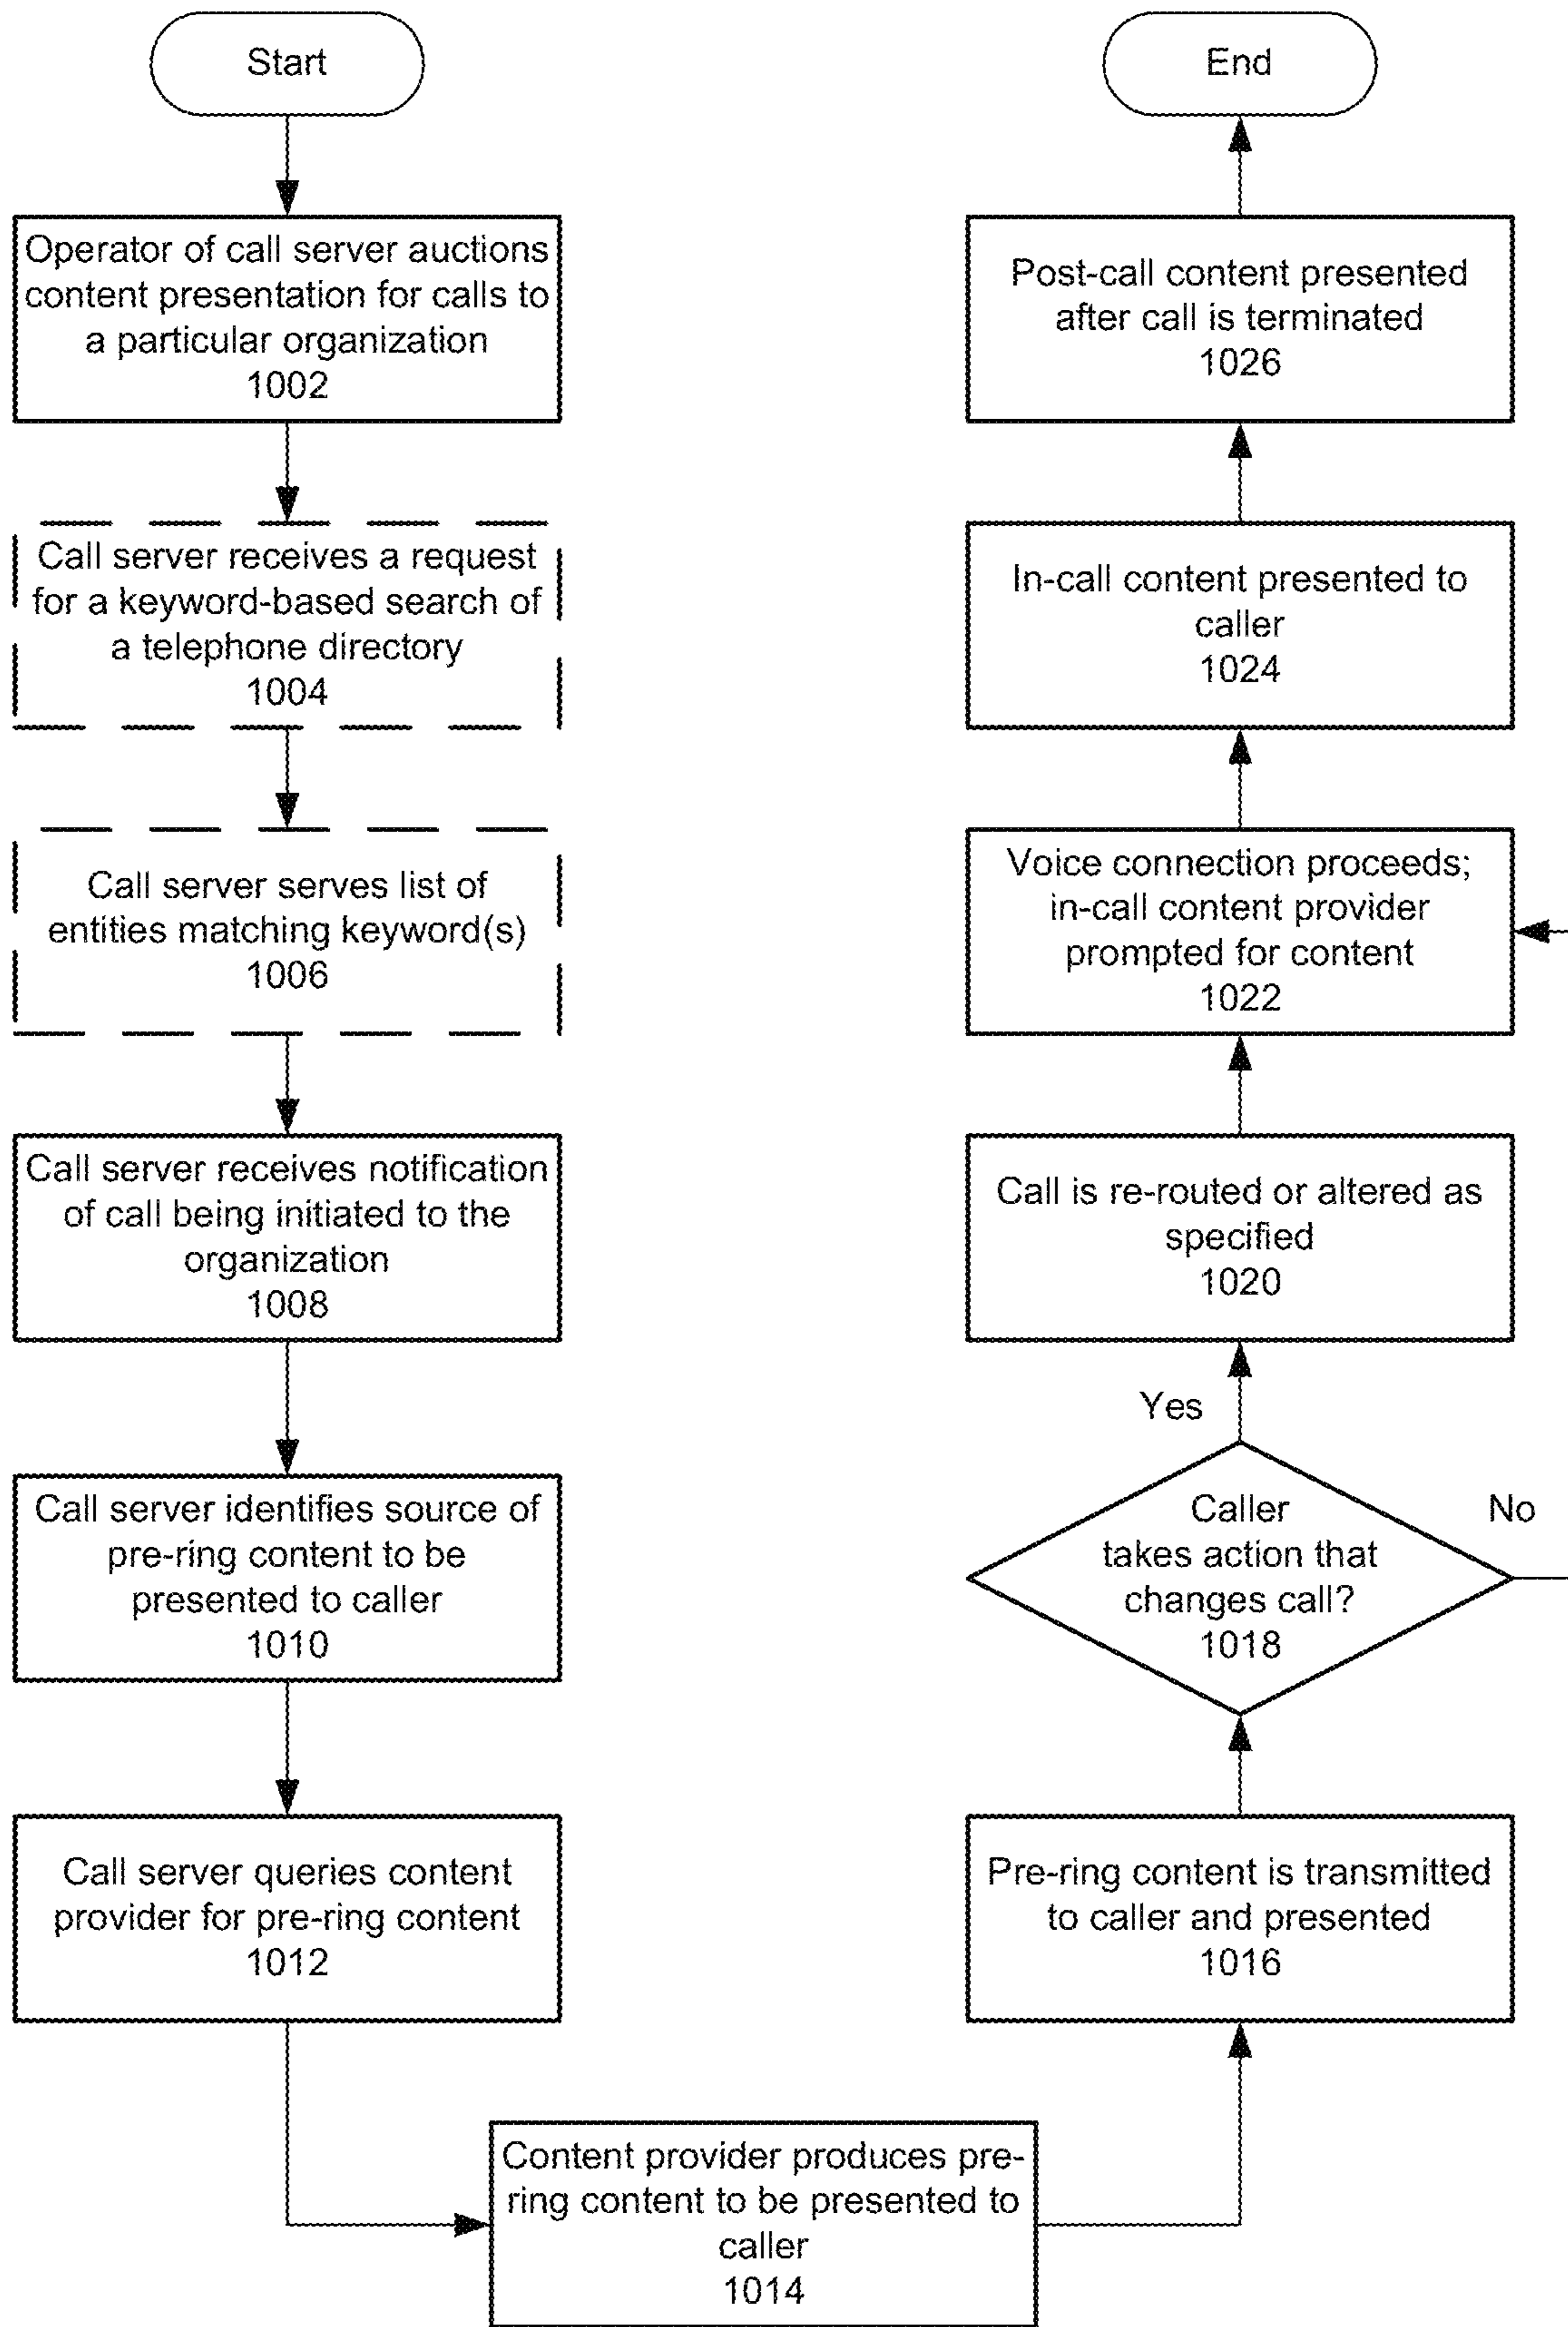 Start
Operator of call server auctions
content presentation for calls to
a particular organization
1002
Call server receives a request
for a keyword-based search of
a telephone directory
1004
Call server serves list of
entities matching keyword(s)
1006
Call server receives notification
of call being initiated to the
organization
1008
Call server identifies source of
pre-ring content to be
presented to caller
1010
Call server queries content
provider for pre-ring content
1012
Content provider produces pre-
ring content to be presented to
caller
1014
Pre-ring content is transmitted
to caller and presented
1016
Caller
takes action that
changes call?
1018
Yes
No
Call is re-routed or altered as
specified
1020
Voice connection proceeds;
in-call content provider
prompted for content
1022
In-call content presented to
caller
1024
Post-call content presented
after call is terminated
1026
End